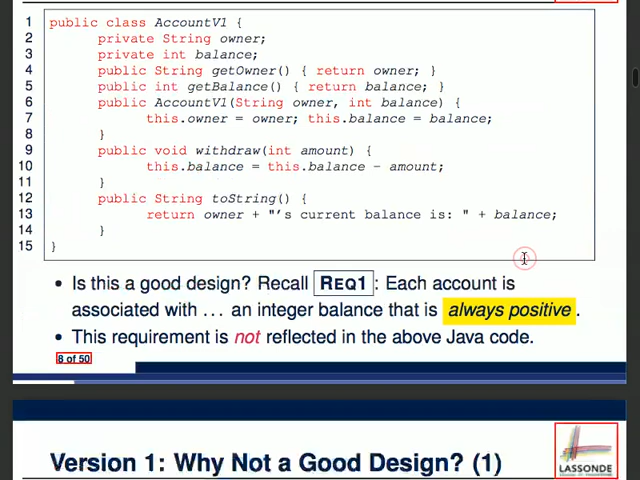 1 public class AccountV1 {
2 private String owner;
3 private int balance;
4 public String getOwner() { return owner; }
5 public int getBalance() { return balance; }
6 public AccountV1(String owner, int balance) {
7 this.owner = owner; this.balance = balance;
8 }
9 public void withdraw(int amount) {
10 this.balance = this.balance - amount;
11 }
12 public String toString() {
13 return owner + "'s current balance is: " + balance;
14 }
15 }
• Is this a good design? Recall REQ1 : Each account is
associated with ... an integer balance that is always positive .
• This requirement is not reflected in the above Java code.
8 of 50
Version 1: Why Not a Good Design? (1)
LASSONDE